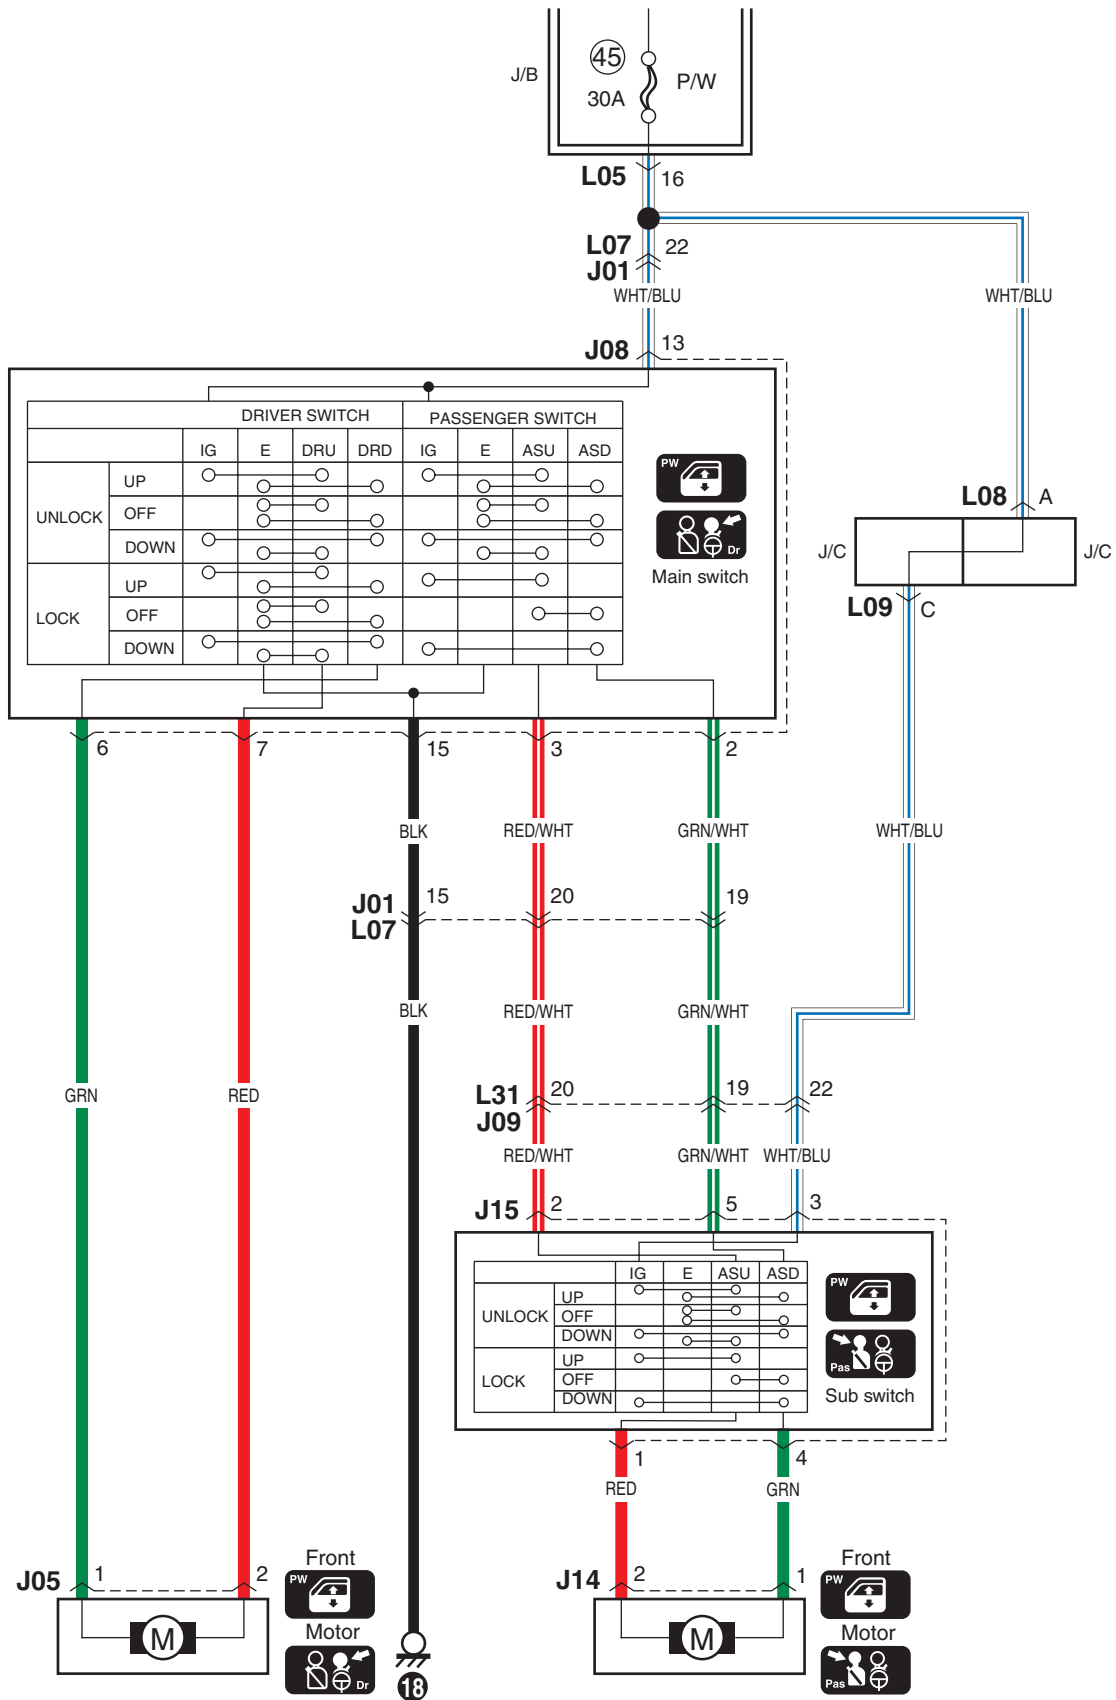 45
J/B
30A
P/W
L05 16
L07 22
J01
WHT/BLU WHT/BLU
J08 13
DRIVER SWITCH PASSENGER SWITCH
IG E DRU DRD IG E ASU ASD
UNLOCK
UP
OFF
DOWN
LOCK
UP
OFF
DOWN
PW
Dr
Main switch
L08 A
J/C J/C
L09 C
6 7 15 3 2
BLK RED/WHT GRN/WHT WHT/BLU
J01 15 20 19
L07
BLK RED/WHT GRN/WHT
GRN RED
L31 20 19 22
J09
RED/WHT GRN/WHT WHT/BLU
J15 2 5 3
IG E ASU ASD
UNLOCK
UP
OFF
DOWN
LOCK
UP
OFF
DOWN
PW
Pas
Sub switch
1 4
RED GRN
J05 1 2
Front
PW
Motor
Dr
M
18
J14 2 1
Front
PW
Motor
Pas
M